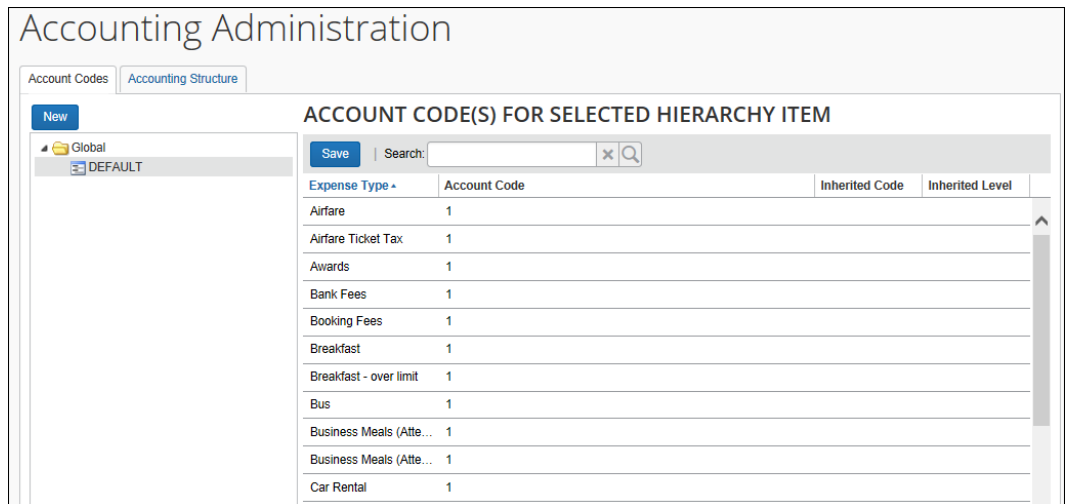 Accounting Administration
Account Codes Accounting Structure
New
Global
DEFAULT
ACCOUNT CODE(S) FOR SELECTED HIERARCHY ITEM
Save | Search:
Expense Type Account Code Inherited Code Inherited Level
Airfare 1
Airfare Ticket Tax 1
Awards 1
Bank Fees 1
Booking Fees 1
Breakfast 1
Breakfast - over limit 1
Bus 1
Business Meals (Atte... 1
Business Meals (Atte... 1
Car Rental 1